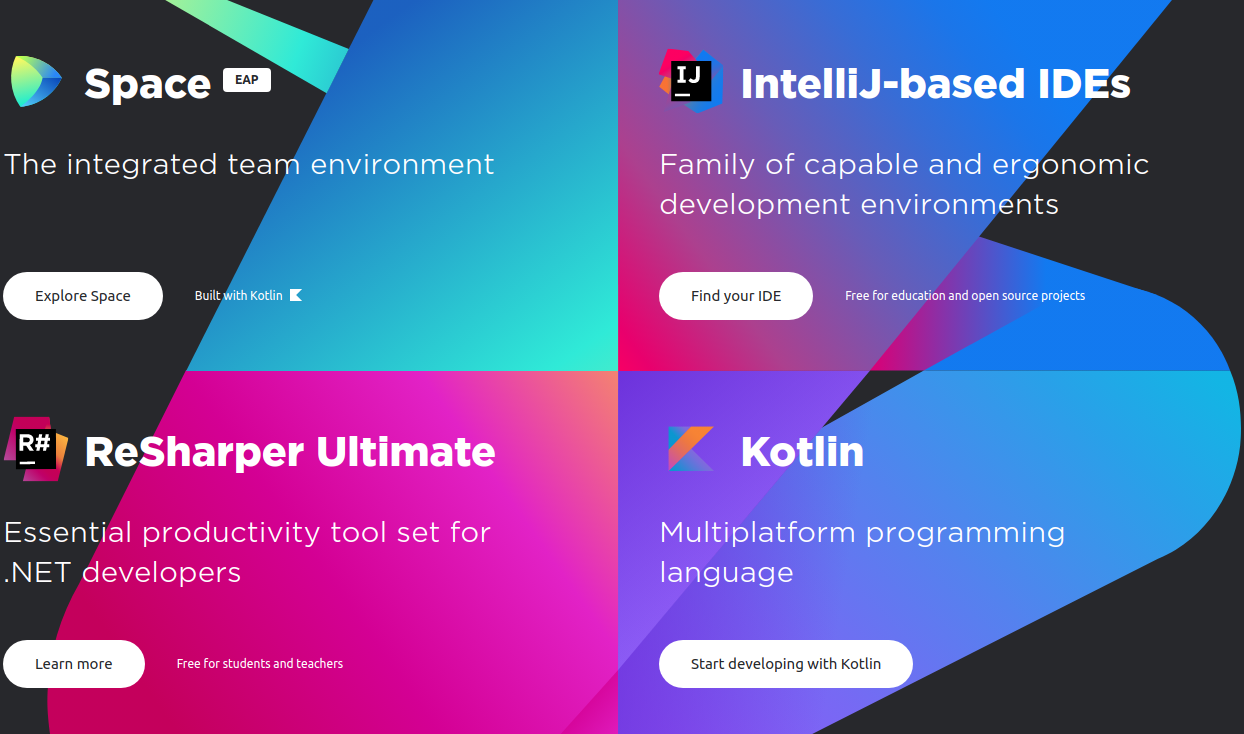 Space EAP
The integrated team environment
Explore Space
Built with Kotlin
IJ
IntelliJ-based IDEs
Family of capable and ergonomic
development environments
Find your IDE
Free for education and open source projects
R#
ReSharper Ultimate
Essential productivity tool set for
.NET developers
Learn more
Free for students and teachers
Kotlin
Multiplatform programming
language
Start developing with Kotlin